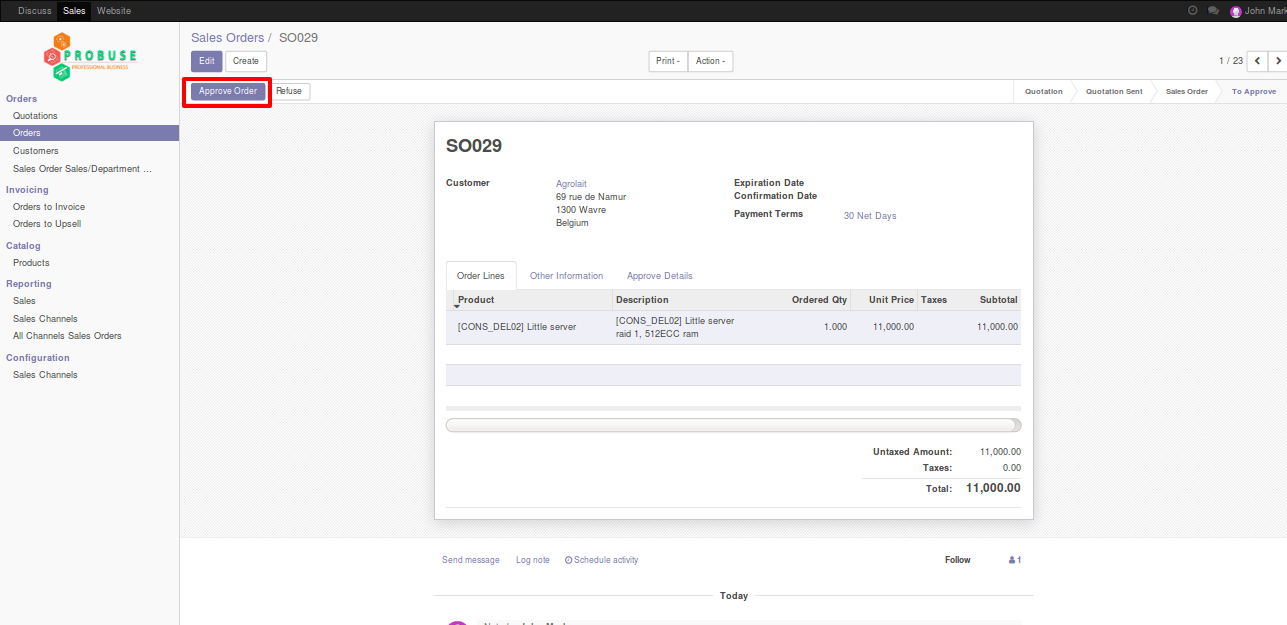 Discuss Sales Website John Mark
PROBUSE
PROFESSIONAL BUSINESS
Sales Orders / SO029
Edit Create Print - Action - 1 / 23
Approve Order Refuse Quotation Quotation Sent Sales Order To Approve
Orders
Quotations
Orders
Customers
Sales Order Sales/Department ...
Invoicing
Orders to Invoice
Orders to Upsell
Catalog
Products
Reporting
Sales
Sales Channels
All Channels Sales Orders
Configuration
Sales Channels
SO029
Customer Agrolait
69 rue de Namur
1300 Wavre
Belgium
Expiration Date
Confirmation Date
Payment Terms 30 Net Days
Order Lines Other Information Approve Details
Product Description Ordered Qty Unit Price Taxes Subtotal
[CONS_DEL02] Little server [CONS_DEL02] Little server 1.000 11,000.00 11,000.00
raid 1, 512ECC ram
Untaxed Amount: 11,000.00
Taxes: 0.00
Total: 11,000.00
Send message Log note Schedule activity Follow 1
Today